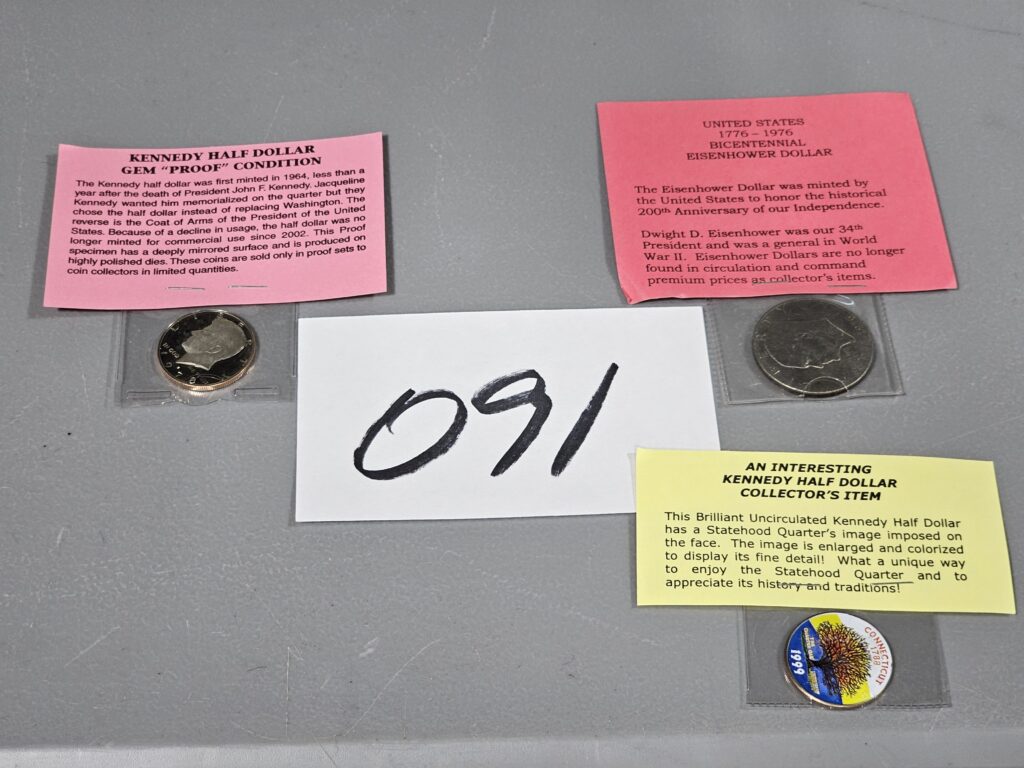 KENNEDY HALF DOLLAR
GEM "PROOF" CONDITION
The Kennedy half dollar was first minted in 1964, less than a
year after the death of President John F. Kennedy. Jacqueline
Kennedy wanted him memorialized on the quarter but they
chose the half dollar instead of replacing Washington. The
reverse is the Coat of Arms of the President of the United
States. Because of a decline in usage, the half dollar was no
longer minted for commercial use since 2002. This Proof
specimen has a deeply mirrored surface and is produced on
highly polished dies. These coins are sold only in proof sets to
coin collectors in limited quantities.
UNITED STATES
1776 – 1976
BICENTENNIAL
EISENHOWER DOLLAR
The Eisenhower Dollar was minted by
the United States to honor the historical
200th Anniversary of our Independence.
Dwight D. Eisenhower was our 34th
President and was a general in World
War II. Eisenhower Dollars are no longer
found in circulation and command
premium prices as collector's items.
091
AN INTERESTING
KENNEDY HALF DOLLAR
COLLECTOR'S ITEM
This Brilliant Uncirculated Kennedy Half Dollar
has a Statehood Quarter's image imposed on
the face. The image is enlarged and colorized
to display its fine detail! What a unique way
to enjoy the Statehood Quarter and to
appreciate its history and traditions!
CONNECTICUT
1788
1999